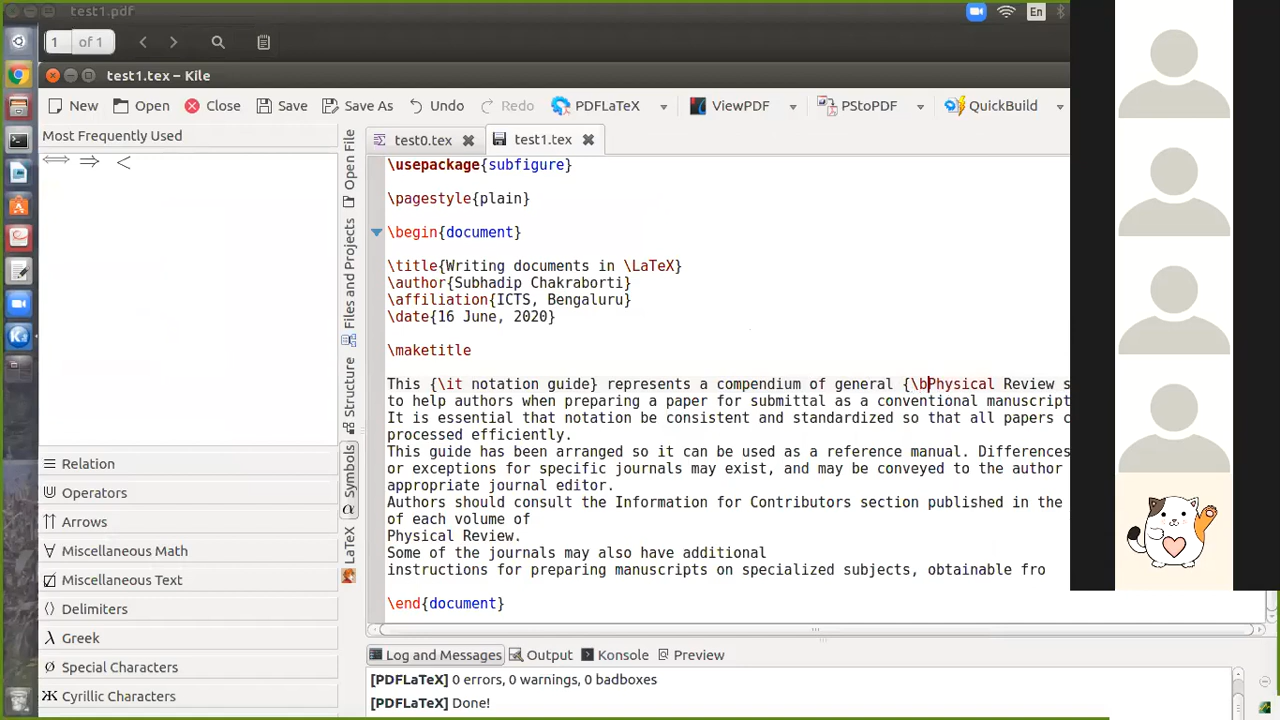 test1.pdf
En
1 of 1
test1.tex – Kile
New Open Close Save Save As Undo Redo PDFLaTeX ViewPDF PStoPDF QuickBuild
Most Frequently Used
⟺ ⇒ <
Relation
Operators
Arrows
Miscellaneous Math
Miscellaneous Text
Delimiters
Greek
Special Characters
Cyrillic Characters
Open File
Files and Projects
Structure
Symbols
LaTeX
test0.tex
test1.tex
\usepackage{subfigure}
\pagestyle{plain}
\begin{document}
\title{Writing documents in \LaTeX}
\author{Subhadip Chakraborti}
\affiliation{ICTS, Bengaluru}
\date{16 June, 2020}
\maketitle
This {\it notation guide} represents a compendium of general {\bPhysical Review s
to help authors when preparing a paper for submittal as a conventional manuscript
It is essential that notation be consistent and standardized so that all papers c
processed efficiently.
This guide has been arranged so it can be used as a reference manual. Differences
or exceptions for specific journals may exist, and may be conveyed to the author
appropriate journal editor.
Authors should consult the Information for Contributors section published in the
of each volume of
Physical Review.
Some of the journals may also have additional
instructions for preparing manuscripts on specialized subjects, obtainable fro
\end{document}
Log and Messages Output Konsole Preview
[PDFLaTeX] 0 errors, 0 warnings, 0 badboxes
[PDFLaTeX] Done!